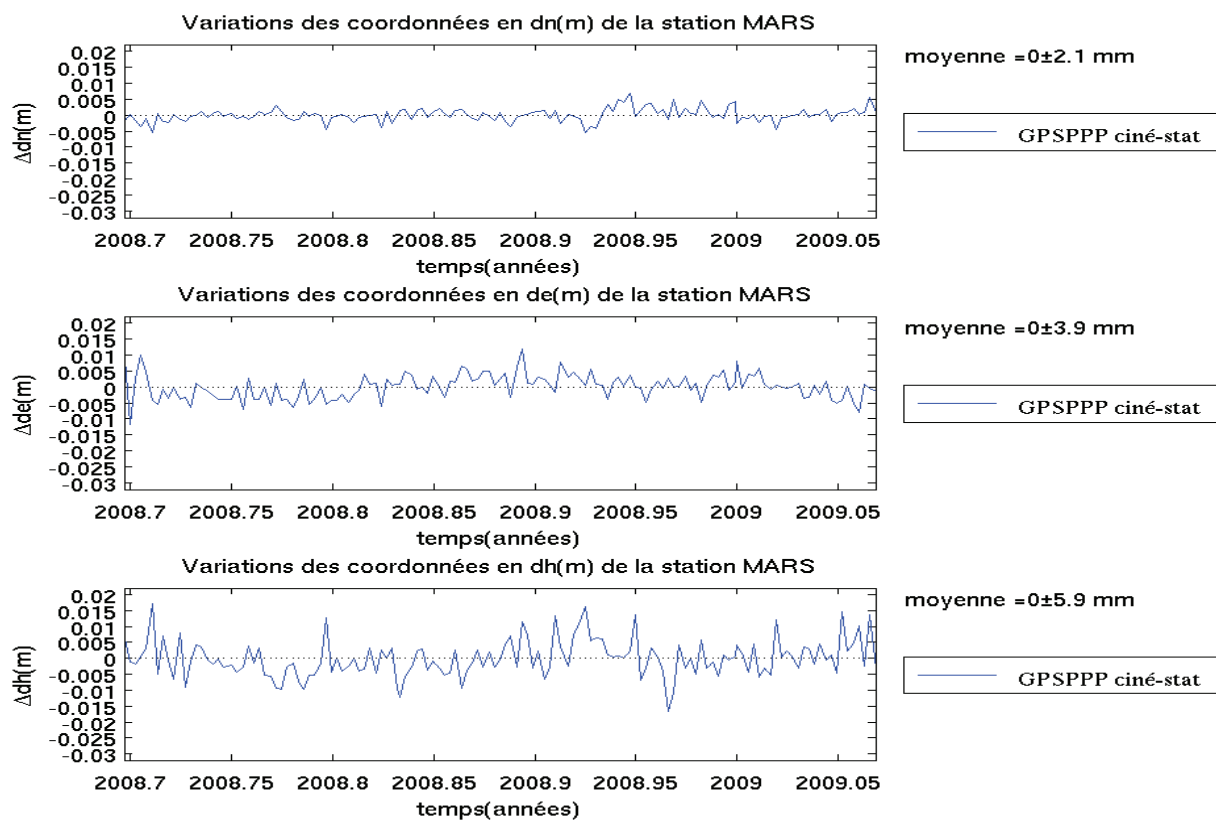 Variations des coordonnées en dn(m) de la station MARS
moyenne =0±2.1 mm
GPSPPP ciné-stat
Δdn(m)
0.02
0.015
0.01
0.005
0
-0.005
-0.01
-0.015
-0.02
-0.025
-0.03
2008.7 2008.75 2008.8 2008.85 2008.9 2008.95 2009 2009.05
temps(années)
Variations des coordonnées en de(m) de la station MARS
moyenne =0±3.9 mm
GPSPPP ciné-stat
Δde(m)
0.02
0.015
0.01
0.005
0
-0.005
-0.01
-0.015
-0.02
-0.025
-0.03
2008.7 2008.75 2008.8 2008.85 2008.9 2008.95 2009 2009.05
temps(années)
Variations des coordonnées en dh(m) de la station MARS
moyenne =0±5.9 mm
GPSPPP ciné-stat
Δdh(m)
0.02
0.015
0.01
0.005
0
-0.005
-0.01
-0.015
-0.02
-0.025
-0.03
2008.7 2008.75 2008.8 2008.85 2008.9 2008.95 2009 2009.05
temps(années)